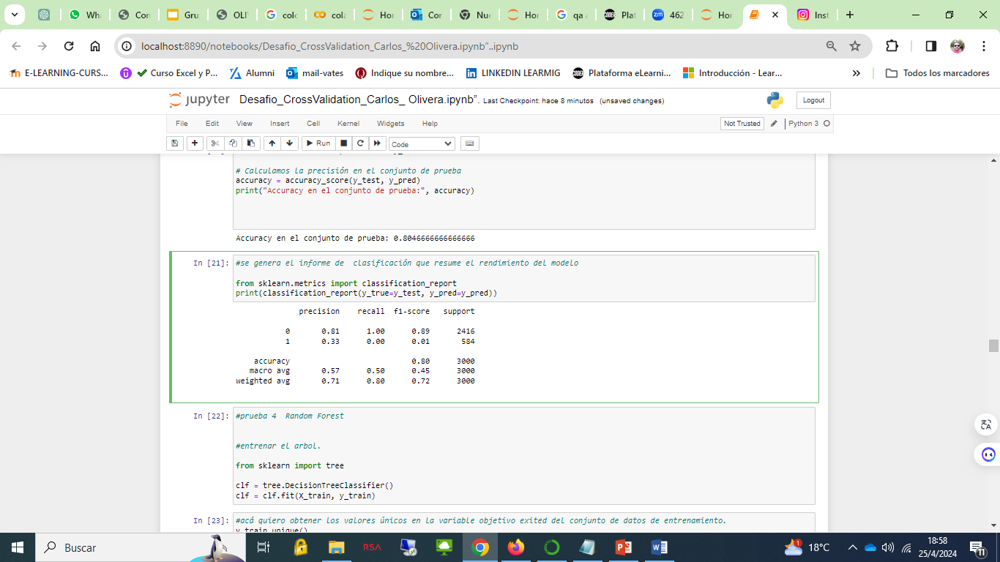 Wha
Con
Gru
OLI
colo
cola
Hor
Cor
Nue
Hor
qa a
Plat
462
Hor
Inst
localhost:8890/notebooks/Desafio_CrossValidation_Carlos_%20Olivera.ipynb”..ipynb
E-LEARNING-CURS...
Curso Excel y P...
Alumni
mail-vates
Indique su nombre...
LINKEDIN LEARMIG
Plataforma eLearni...
Introducción - Lear...
Todos los marcadores
jupyter Desafio_CrossValidation_Carlos_ Olivera.ipynb”. Last Checkpoint: hace 8 minutos (unsaved changes)
Logout
File Edit View Insert Cell Kernel Widgets Help
Not Trusted
Python 3
Run
Code
# Calculamos la precisión en el conjunto de prueba
accuracy = accuracy_score(y_test, y_pred)
print("Accuracy en el conjunto de prueba:", accuracy)
Accuracy en el conjunto de prueba: 0.8046666666666666
In [21]: #se genera el informe de  clasificación que resume el rendimiento del modelo
from sklearn.metrics import classification_report
print(classification_report(y_true=y_test, y_pred=y_pred))
precision recall f1-score support
0 0.81 1.00 0.89 2416
1 0.33 0.00 0.01 584
accuracy 0.80 3000
macro avg 0.57 0.50 0.45 3000
weighted avg 0.71 0.80 0.72 3000
In [22]: #prueba 4  Random Forest
#entrenar el arbol.
from sklearn import tree
clf = tree.DecisionTreeClassifier()
clf = clf.fit(X_train, y_train)
In [23]: #acá quiero obtener los valores únicos en la variable objetivo exited del conjunto de datos de entrenamiento.
y_train.unique()
Buscar
RSA
1
18°C
18:58
25/4/2024
11